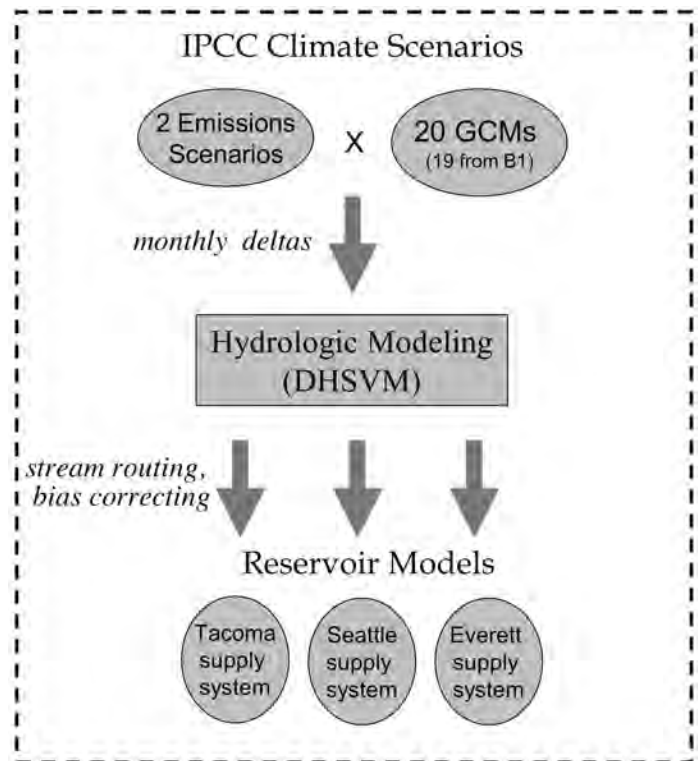 IPCC Climate Scenarios
2 Emissions
Scenarios
X
20 GCMs
(19 from B1)
monthly deltas
Hydrologic Modeling
(DHSVM)
stream routing,
bias correcting
Reservoir Models
Tacoma
supply
system
Seattle
supply
system
Everett
supply
system